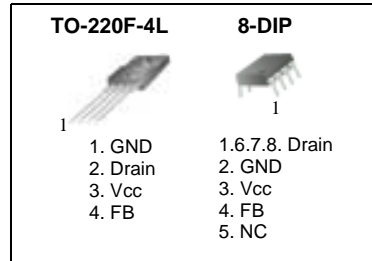 TO-220F-4L 8-DIP
1 1
1. GND
2. Drain
3. Vcc
4. FB
1.6.7.8. Drain
2. GND
3. Vcc
4. FB
5. NC